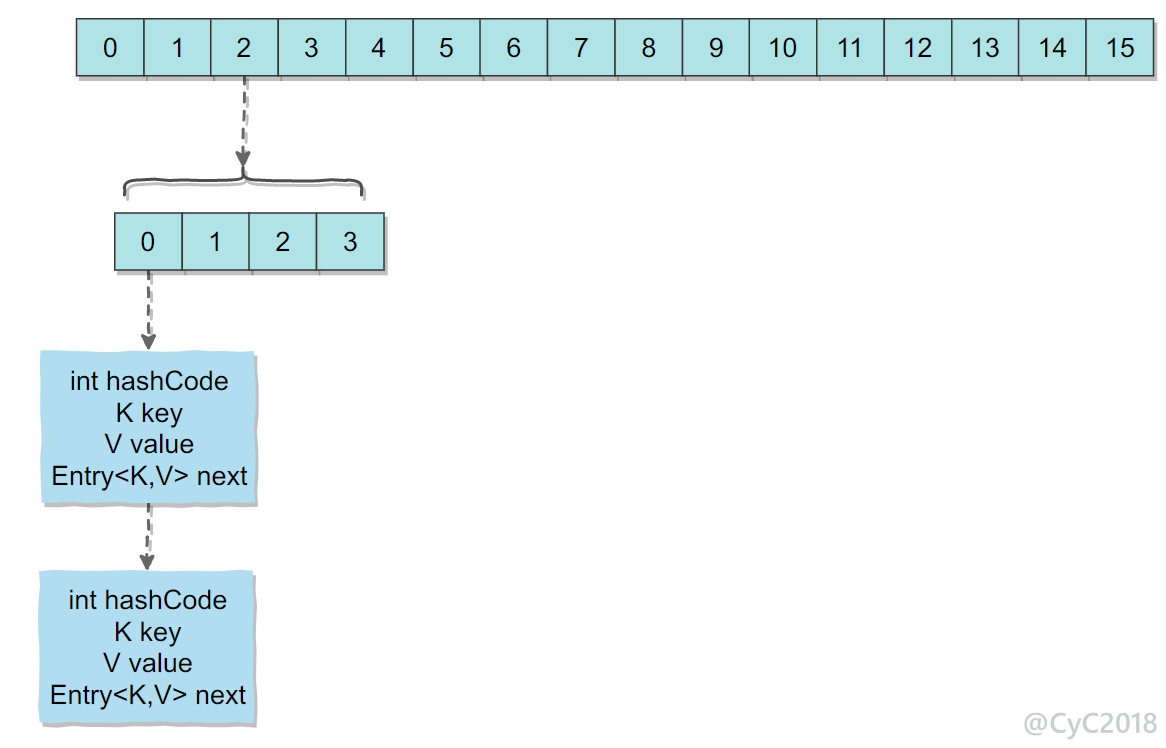 0 1 2 3 4 5 6 7 8 9 10 11 12 13 14 15
0 1 2 3
int hashCode
K key
V value
Entry<K,V> next
int hashCode
K key
V value
Entry<K,V> next
@CyC2018